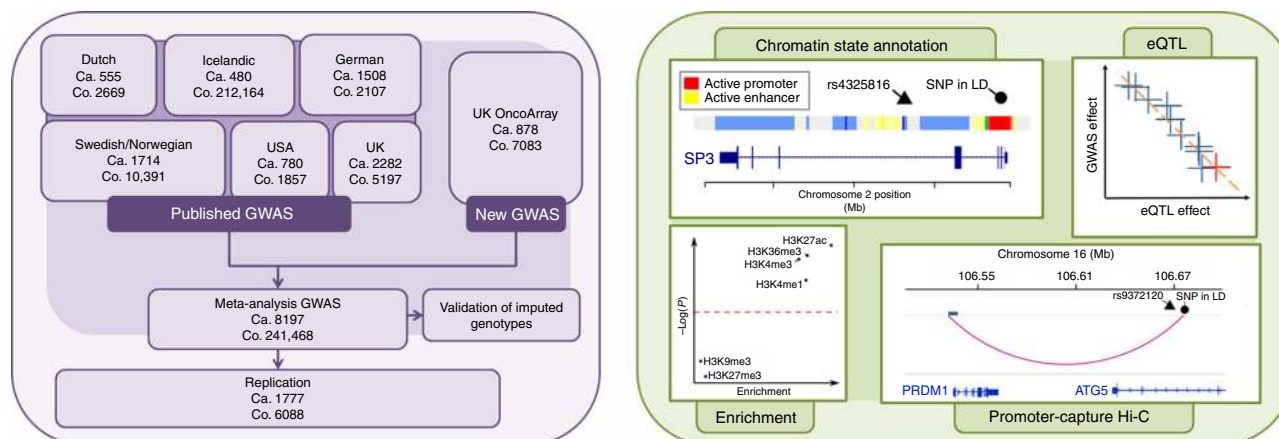 Dutch
Ca. 555
Co. 2669
Icelandic
Ca. 480
Co. 212,164
German
Ca. 1508
Co. 2107
Swedish/Norwegian
Ca. 1714
Co. 10,391
USA
Ca. 780
Co. 1857
UK
Ca. 2282
Co. 5197
UK OncoArray
Ca. 878
Co. 7083
Published GWAS
New GWAS
Meta-analysis GWAS
Ca. 8197
Co. 241,468
Validation of imputed
genotypes
Replication
Ca. 1777
Co. 6088
Chromatin state annotation
Active promoter
Active enhancer
rs4325816
SNP in LD
SP3
Chromosome 2 position
(Mb)
eQTL
GWAS effect
eQTL effect
H3K27ac
H3K36me3
H3K4me3
H3K4me1
–Log(P)
H3K9me3
H3K27me3
Enrichment
Enrichment
Chromosome 16 (Mb)
106.55 106.61 106.67
rs9372120
SNP in LD
PRDM1 ATG5
Promoter-capture Hi-C